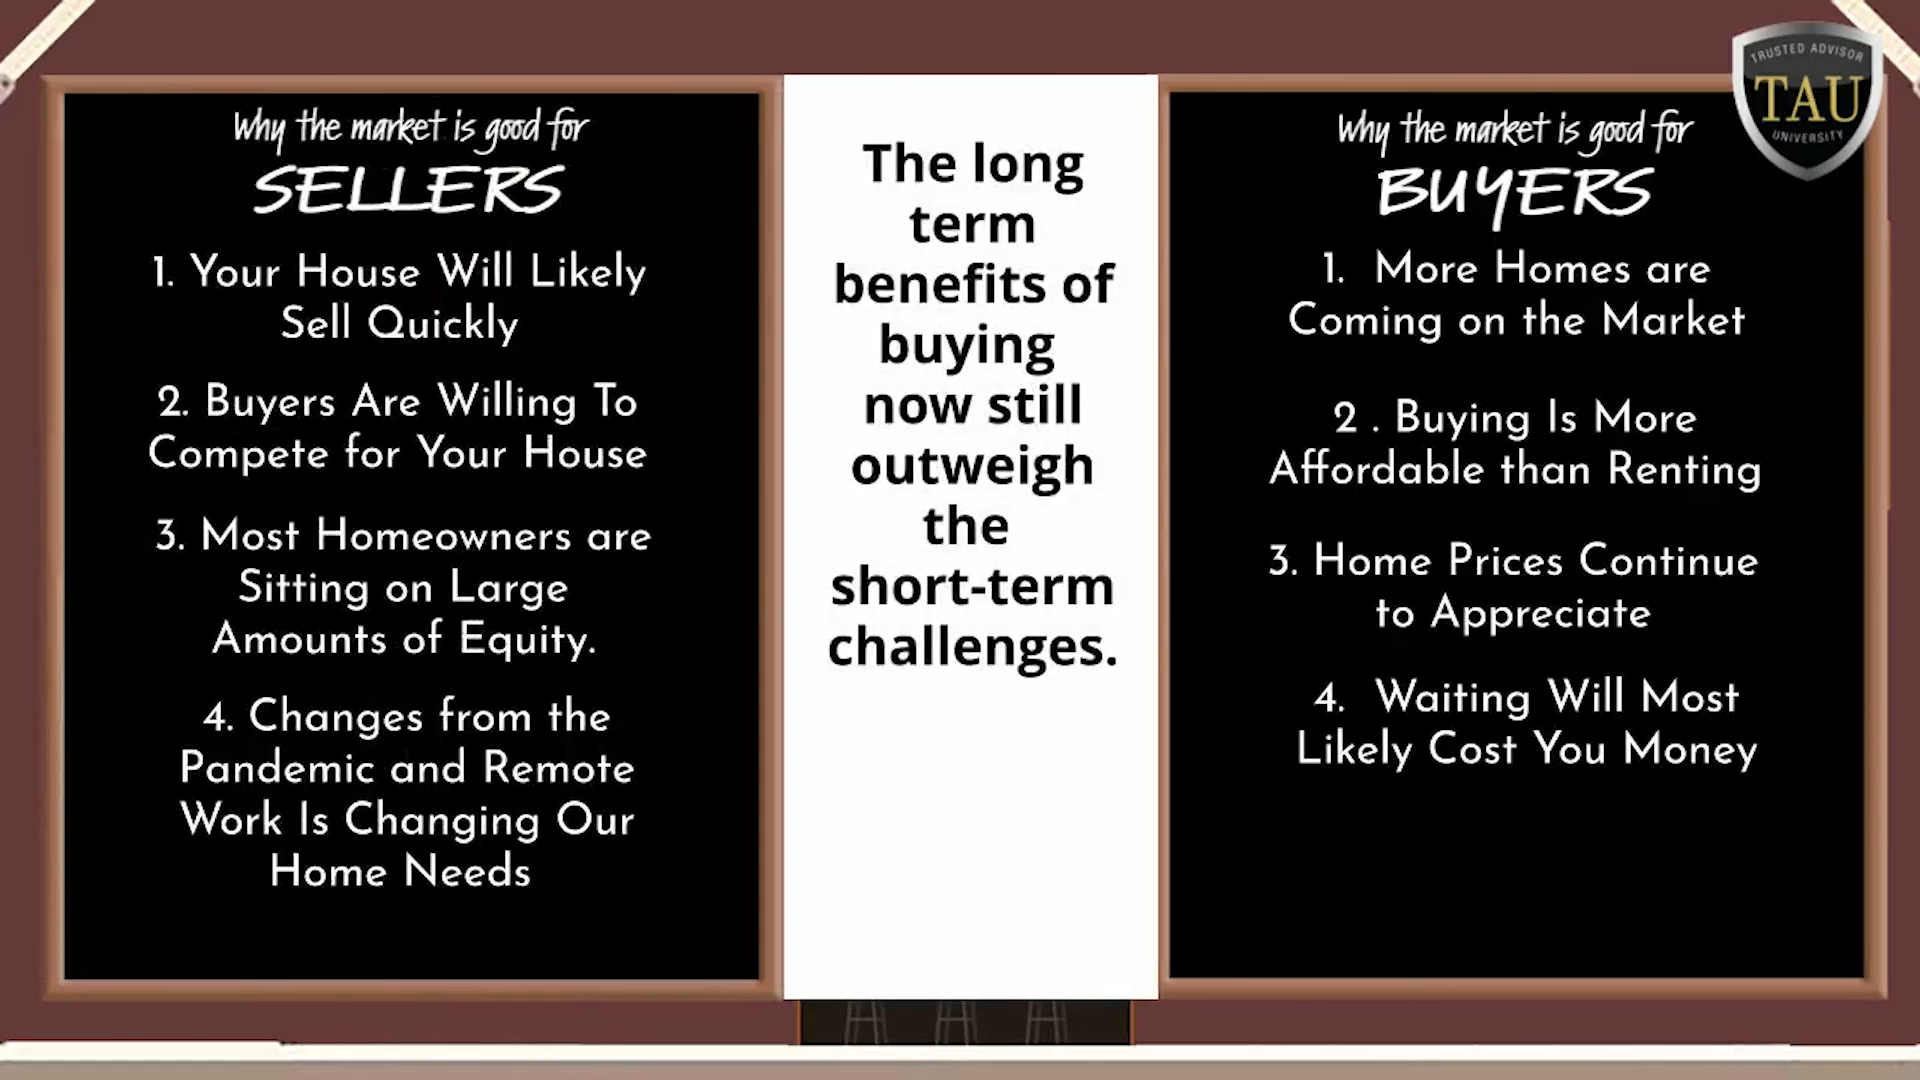 Why the market is good for
SELLERS
1. Your House Will Likely
Sell Quickly
2. Buyers Are Willing To
Compete for Your House
3. Most Homeowners are
Sitting on Large
Amounts of Equity.
4. Changes from the
Pandemic and Remote
Work Is Changing Our
Home Needs
The long
term
benefits of
buying
now still
outweigh
the
short-term
challenges.
Why the market is good for
BUYERS
1. More Homes are
Coming on the Market
2 . Buying Is More
Affordable than Renting
3. Home Prices Continue
to Appreciate
4. Waiting Will Most
Likely Cost You Money
TRUSTED ADVISOR
TAU
UNIVERSITY